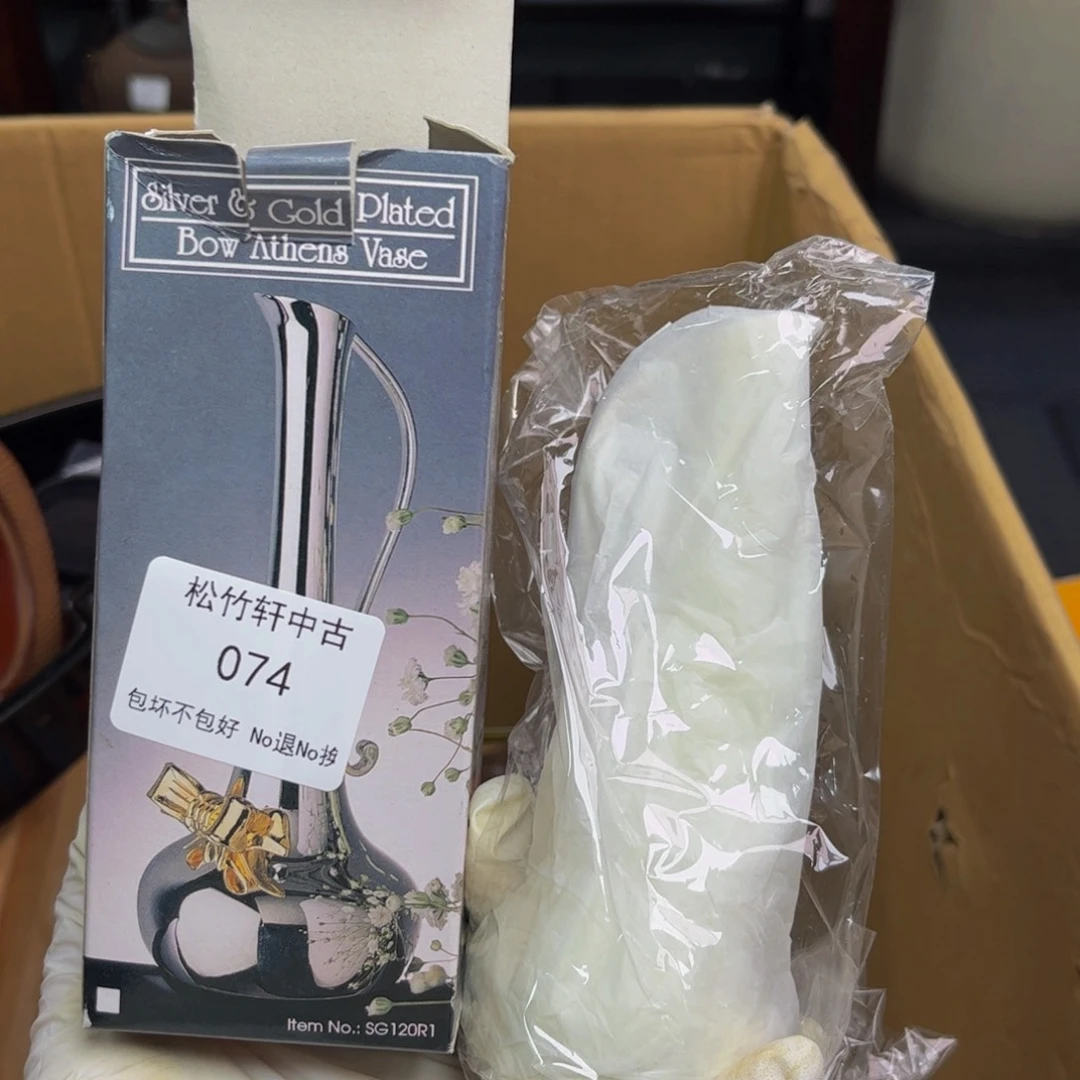 Silver & Gold Plated
Bow Athens Vase
松竹轩中古
074
包坏不包好 No退No换
Item No.: SG120R1